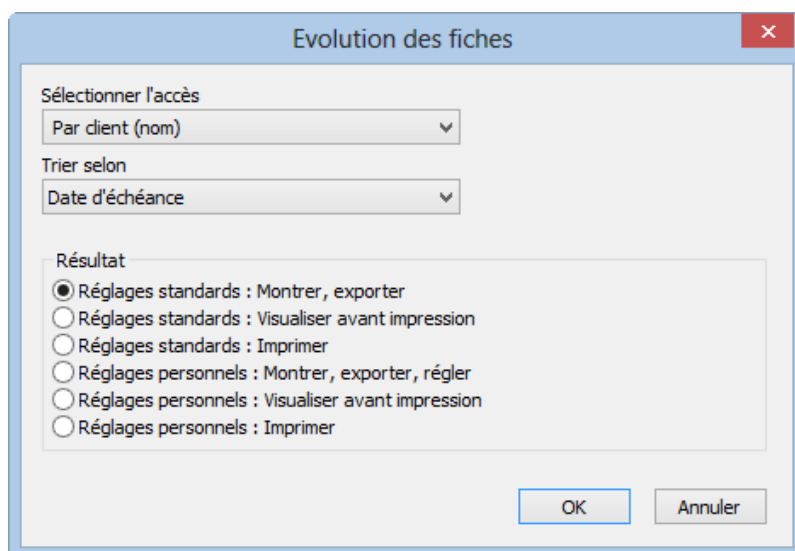 Evolution des fiches
Sélectionner l'accès
Par client (nom)
Trier selon
Date d'échéance
Résultat
Réglages standards : Montrer, exporter
Réglages standards : Visualiser avant impression
Réglages standards : Imprimer
Réglages personnels : Montrer, exporter, régler
Réglages personnels : Visualiser avant impression
Réglages personnels : Imprimer
OK Annuler